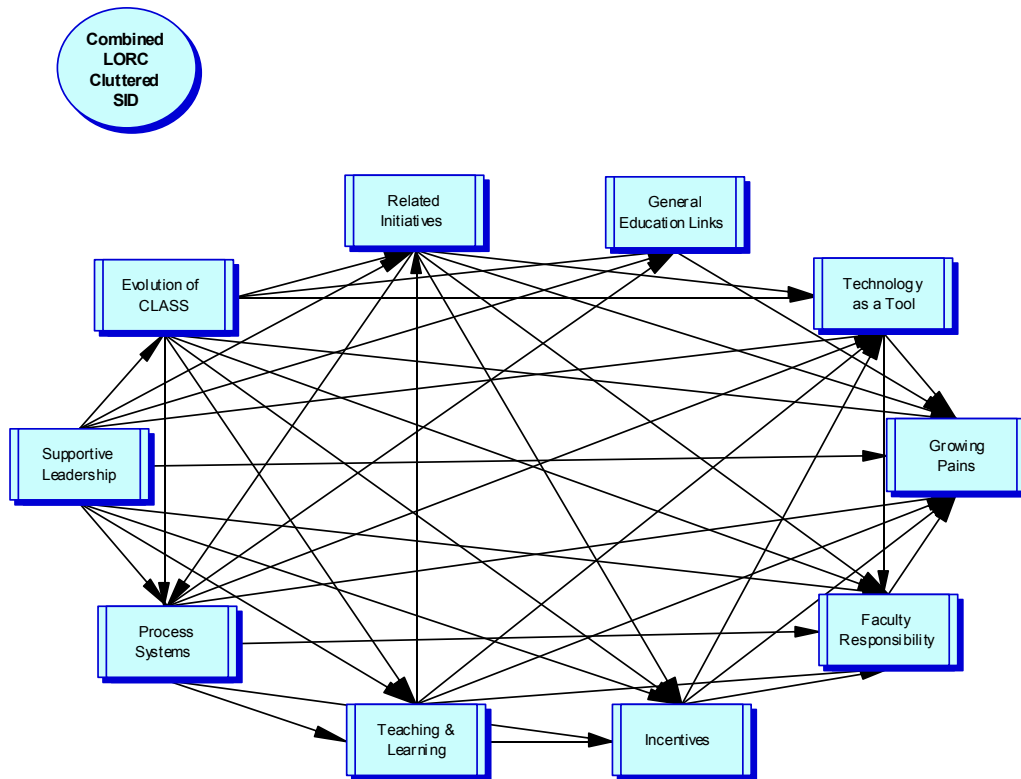 Combined
LORC
Cluttered
SID
Related
Initiatives
General
Education Links
Evolution of
CLASS
Technology
as a Tool
Supportive
Leadership
Growing
Pains
Process
Systems
Faculty
Responsibility
Teaching &
Learning
Incentives